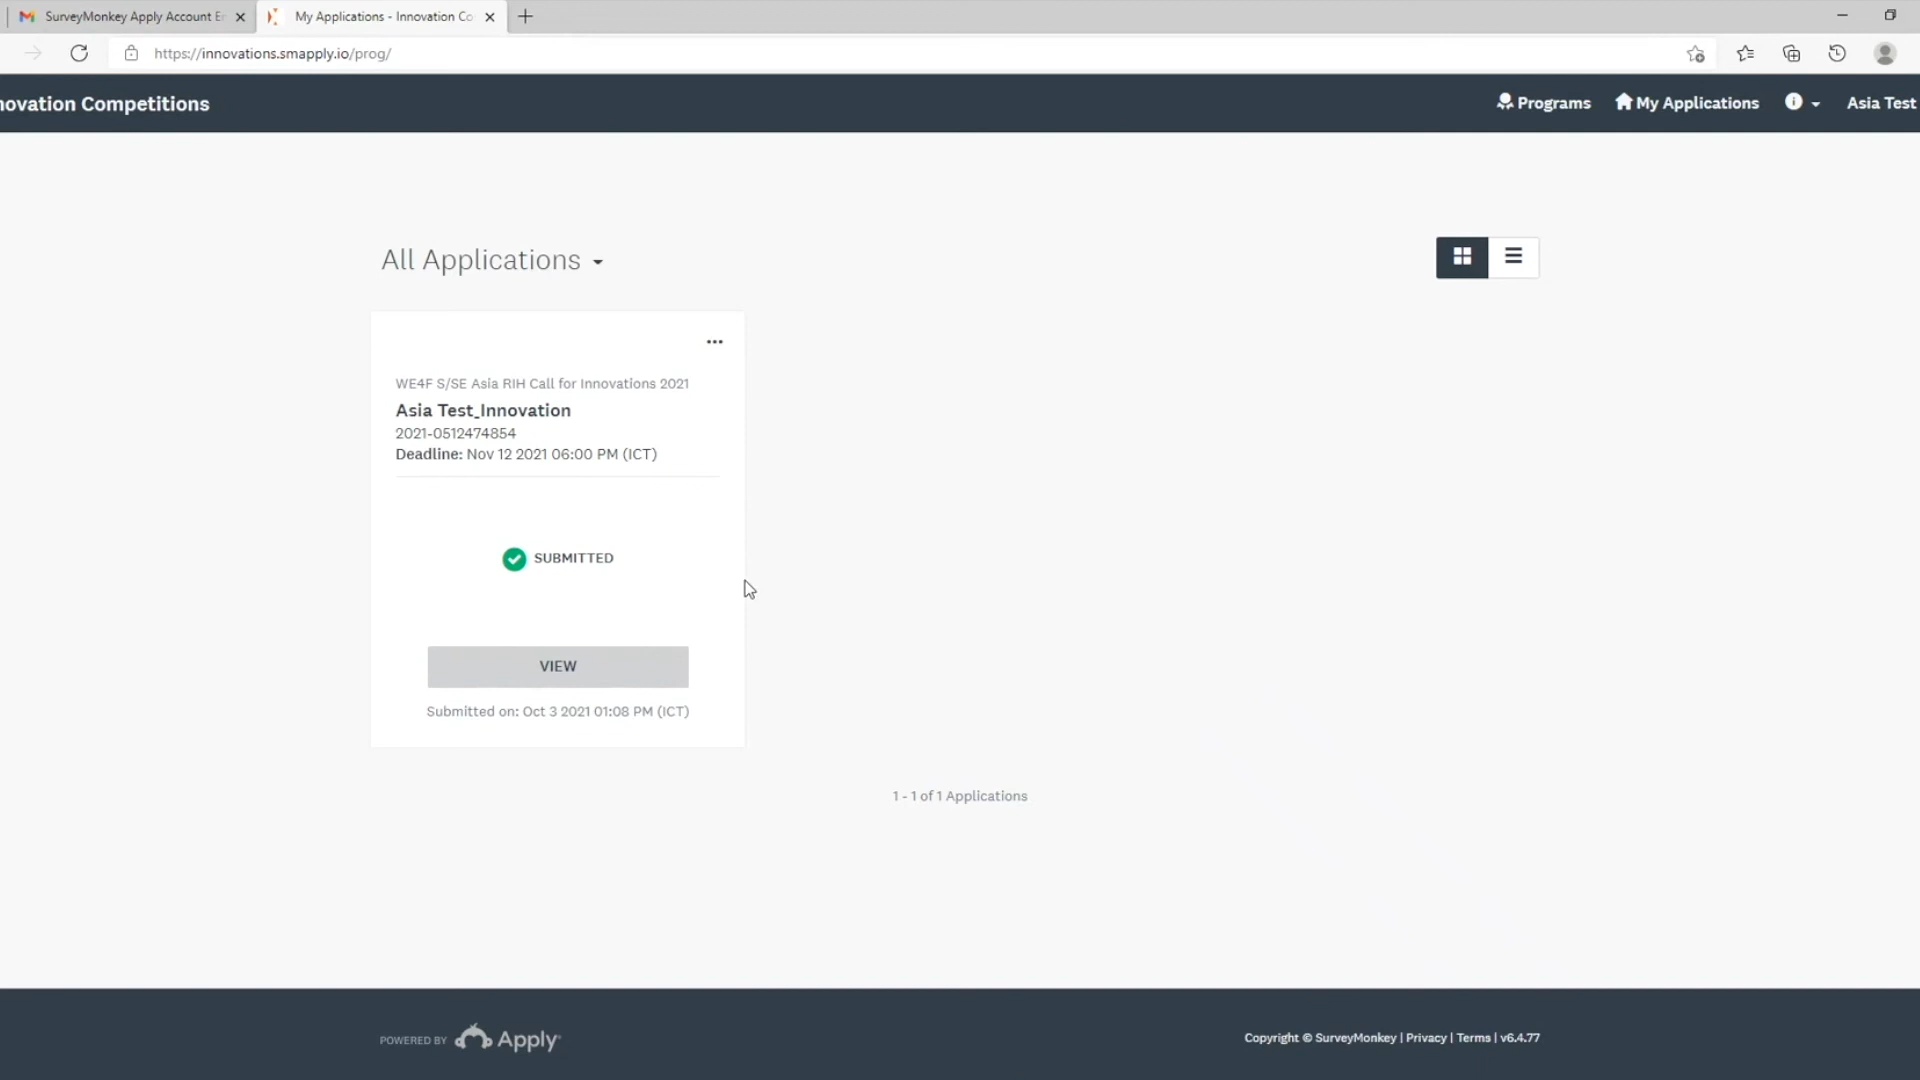 SurveyMonkey Apply Account E
My Applications - Innovation Co
https://innovations.smapply.io/prog/
novation Competitions
Programs
My Applications
Asia Test
All Applications
WE4F S/SE Asia RIH Call for Innovations 2021
Asia Test_Innovation
2021-0512474854
Deadline: Nov 12 2021 06:00 PM (ICT)
SUBMITTED
VIEW
Submitted on: Oct 3 2021 01:08 PM (ICT)
1 - 1 of 1 Applications
POWERED BY Apply
Copyright © SurveyMonkey | Privacy | Terms | v6.4.77